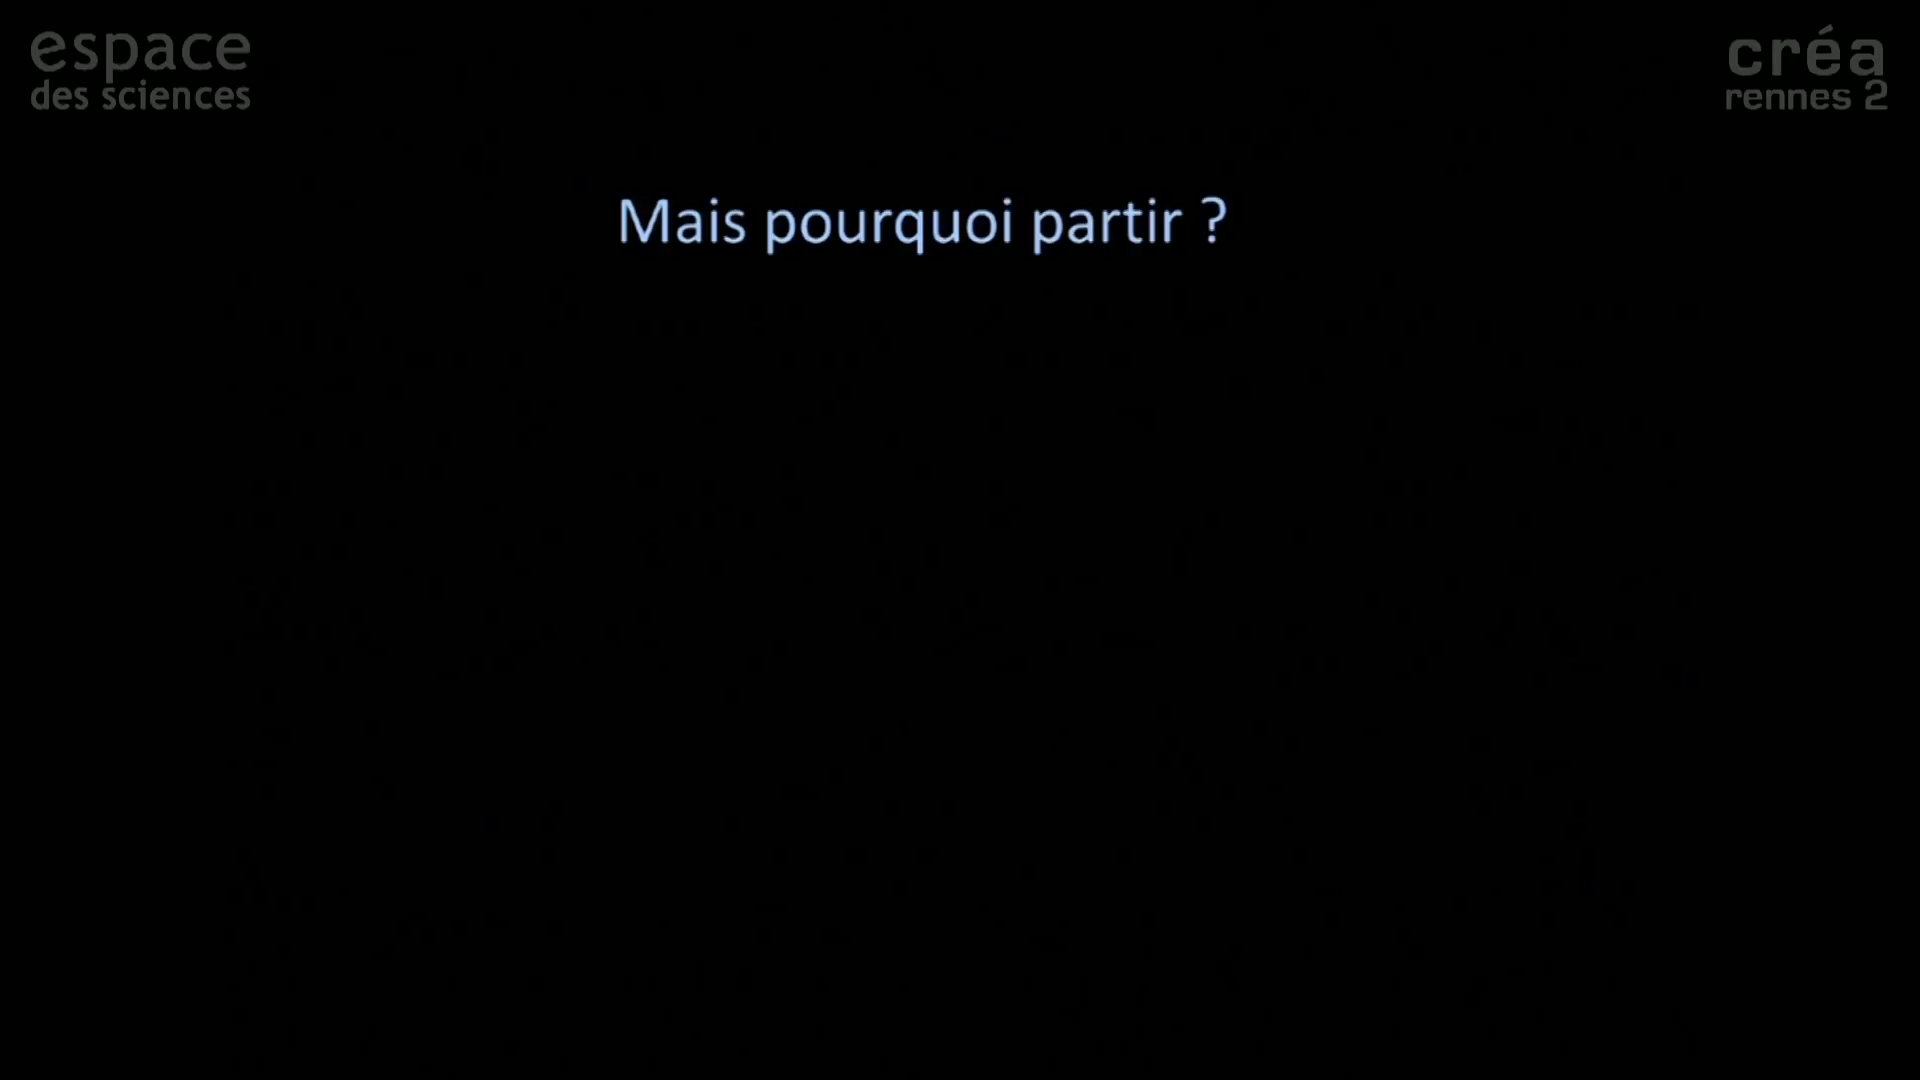 espace
des sciences
créa
rennes 2
Mais pourquoi partir ?